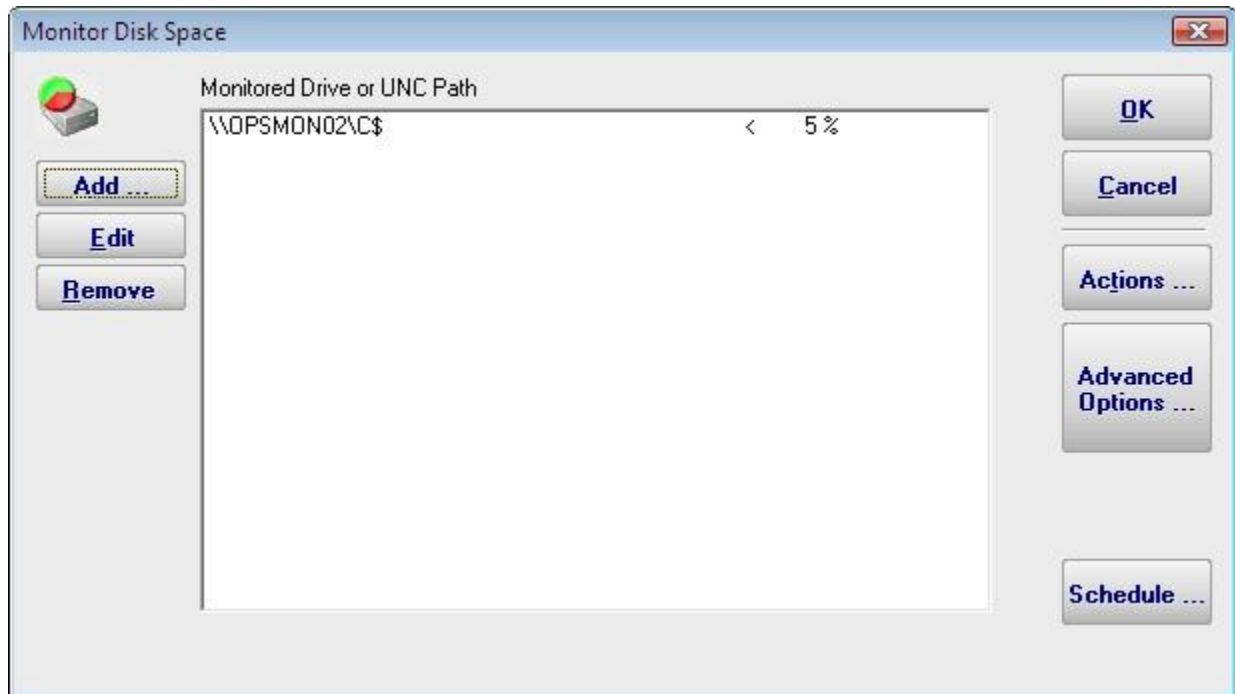 Monitor Disk Space
Monitored Drive or UNC Path
\\OPSMON02\C$ < 5%
Add ...
Edit
Remove
OK
Cancel
Actions ...
Advanced
Options ...
Schedule ...